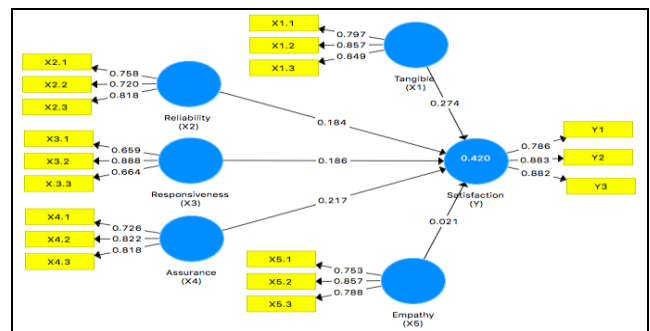 X1.1
0.797
X1.2
0.857
X1.3
0.849
Tangible
(X1)
0.274
X2.1
0.758
X2.2
0.720
X2.3
0.818
Reliability
(X2)
0.184
X3.1
0.659
X3.2
0.888
X.3.3
0.664
Responsiveness
(X3)
0.186
X4.1
0.726
X4.2
0.822
X4.3
0.818
Assurance
(X4)
0.217
X5.1
0.753
X5.2
0.857
X5.3
0.788
Empathy
(X5)
0.021
0.420
Satisfaction
(Y)
0.786
Y1
0.883
Y2
0.882
Y3